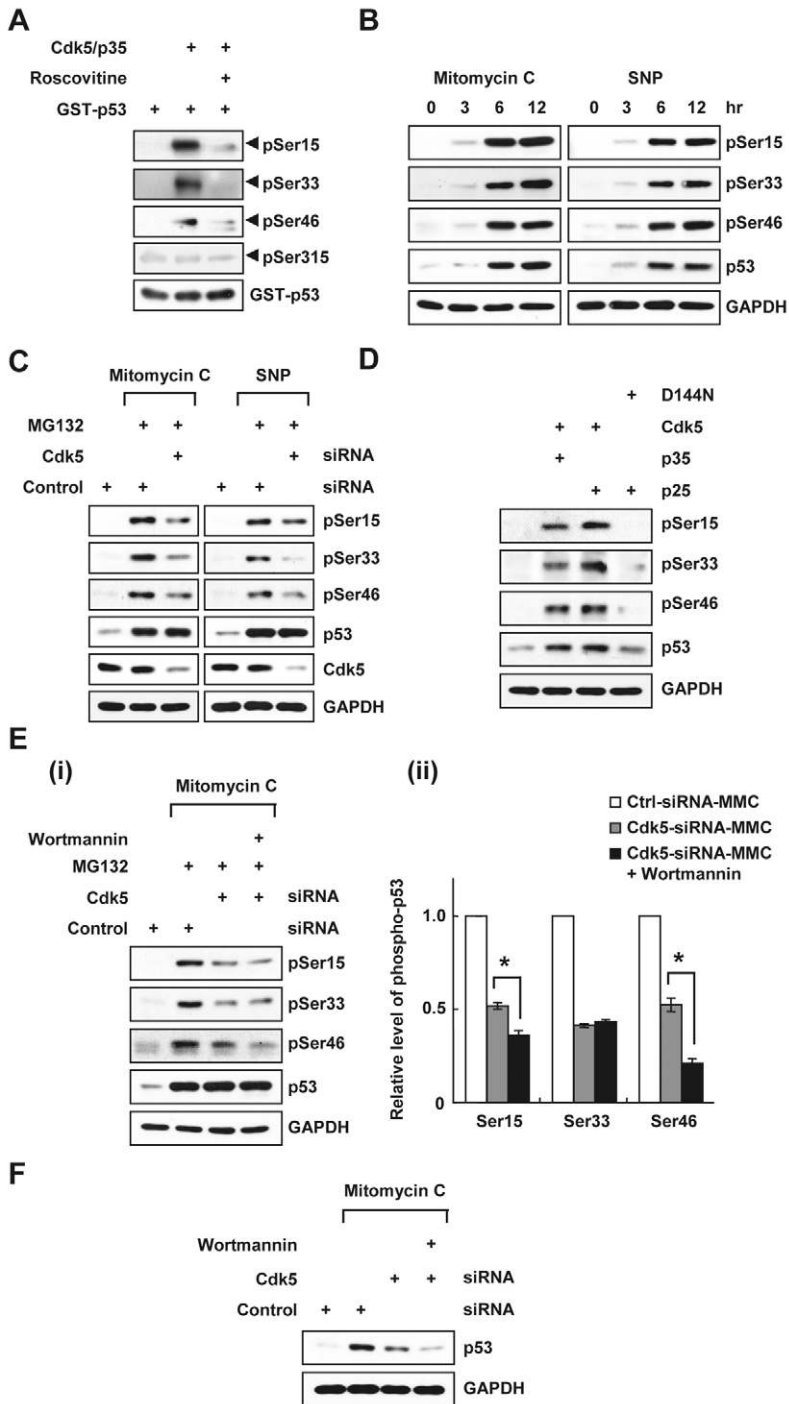 A
Cdk5/p35 + +
Roscovitine +
GST-p53 + + +
pSer15
pSer33
pSer46
pSer315
GST-p53
B
Mitomycin C SNP
0 3 6 12 0 3 6 12 hr
pSer15
pSer33
pSer46
p53
GAPDH
C
Mitomycin C SNP
MG132 + + + +
Cdk5 + + siRNA
Control + + + + siRNA
pSer15
pSer33
pSer46
p53
Cdk5
GAPDH
D
+ D144N
+ + Cdk5
+ p35
+ + p25
pSer15
pSer33
pSer46
p53
GAPDH
E
(i)
Mitomycin C
Wortmannin +
MG132 + + +
Cdk5 + + siRNA
Control + + siRNA
pSer15
pSer33
pSer46
p53
GAPDH
(ii)
Ctrl-siRNA-MMC
Cdk5-siRNA-MMC
Cdk5-siRNA-MMC
+ Wortmannin
Relative level of phospho-p53
1.0
0.5
0
* *
Ser15 Ser33 Ser46
F
Mitomycin C
Wortmannin +
Cdk5 + + siRNA
Control + + siRNA
p53
GAPDH